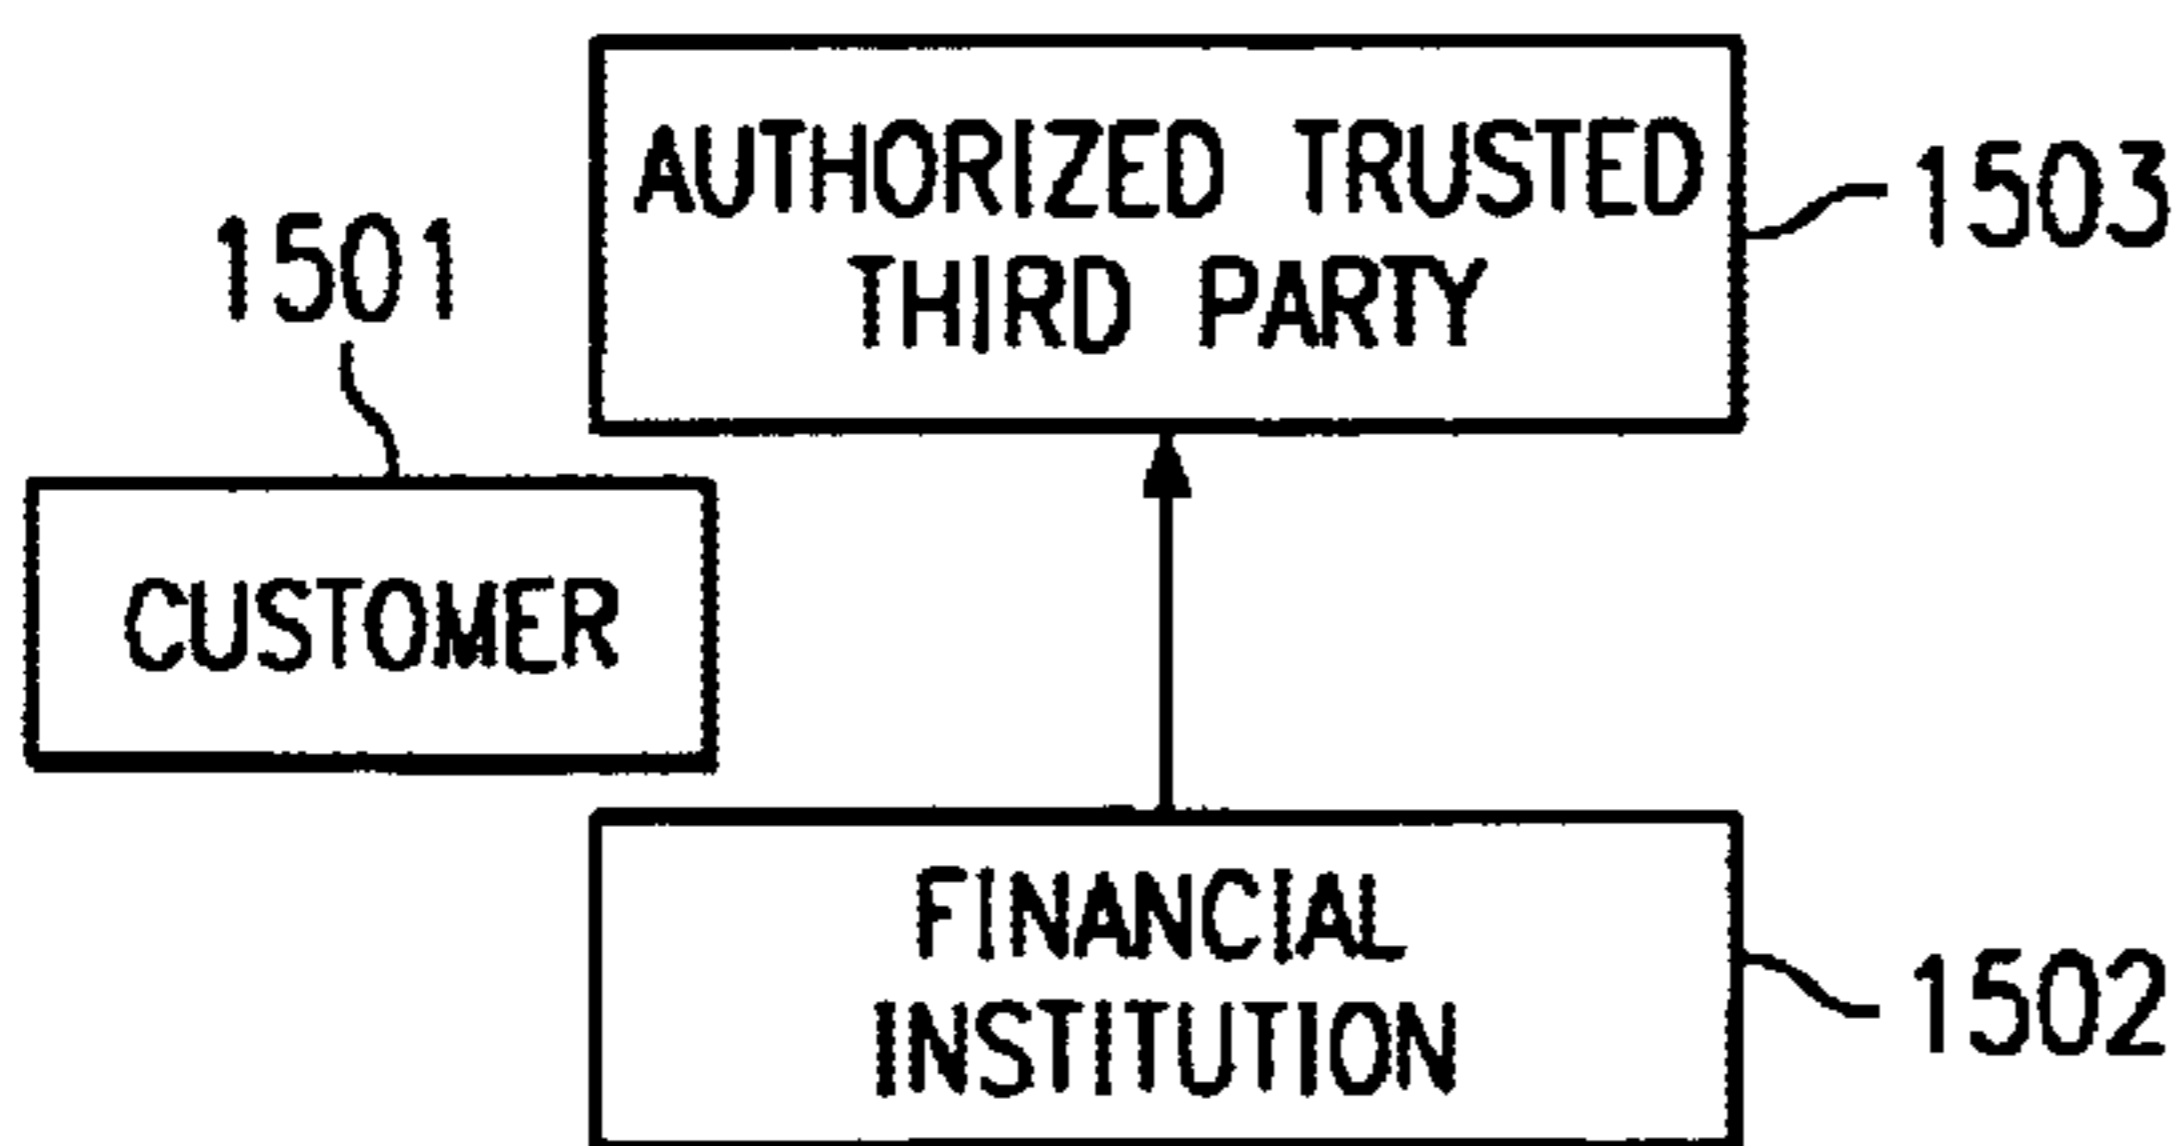 AUTHORIZED TRUSTED
THIRD PARTY
1503
1501
CUSTOMER
FINANCIAL
INSTITUTION
1502